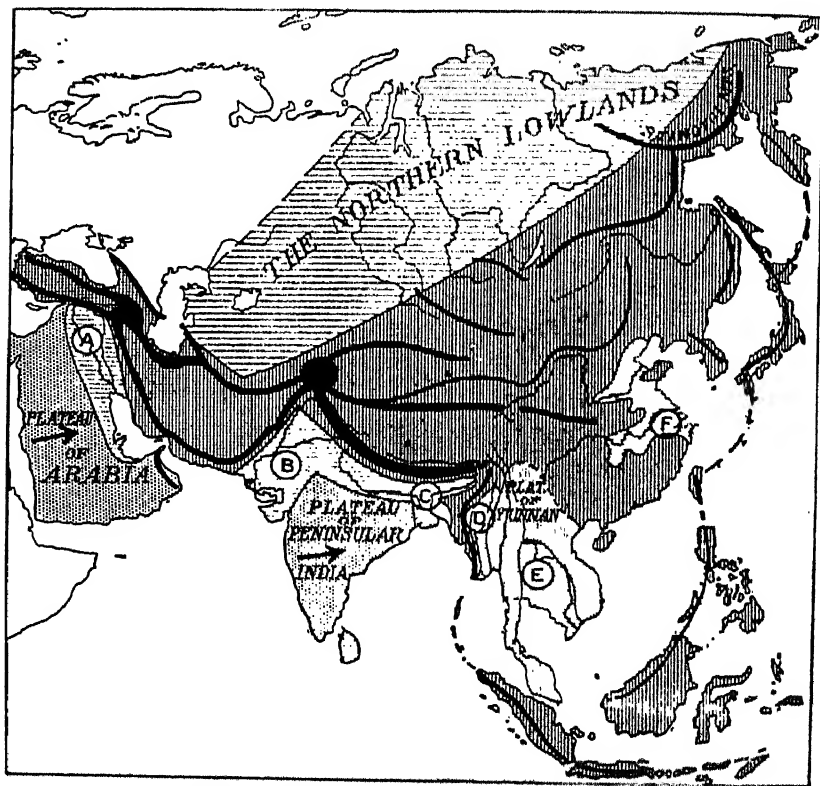 THE NORTHERN LOWLANDS
A
PLATEAU
OF
ARABIA
B
PLATEAU
OF
PENINSULAR
INDIA
C
D
PLAT.
OF
YUNNAN
E
F